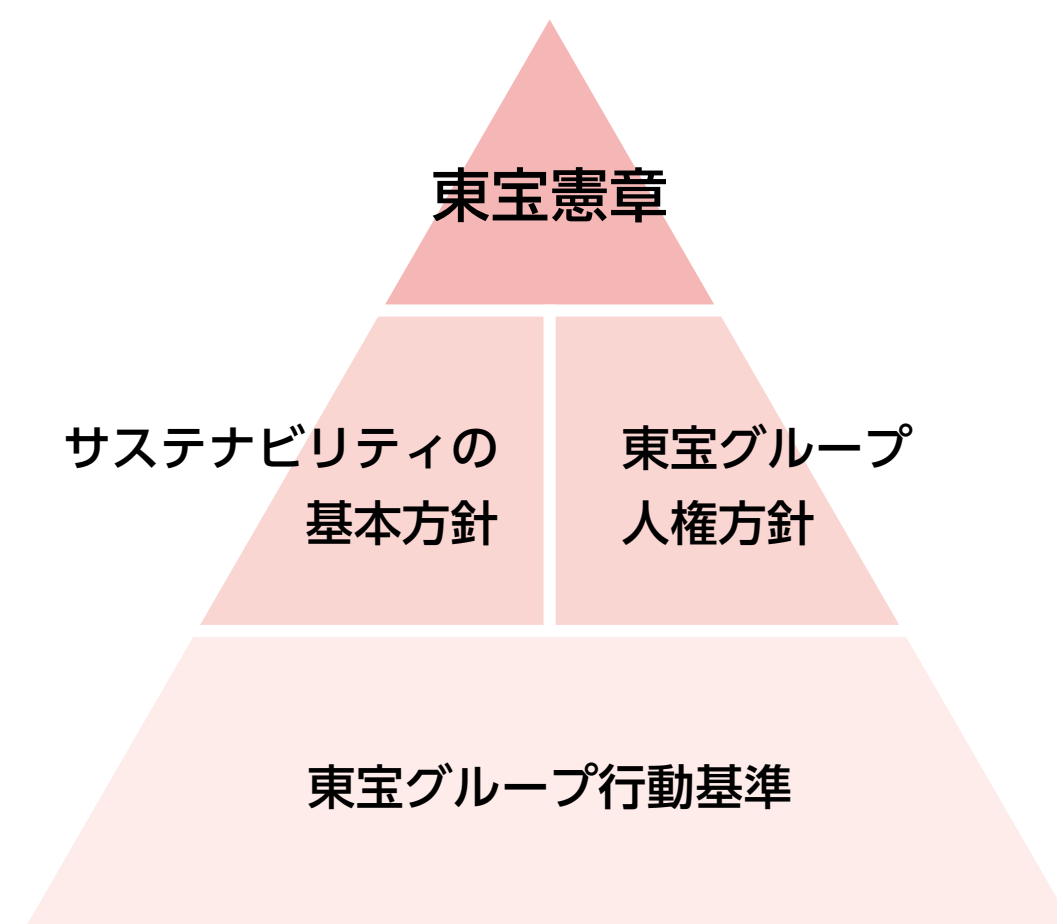 東宝憲章
サステナビリティの
基本方針
東宝グループ
人権方針
東宝グループ行動基準